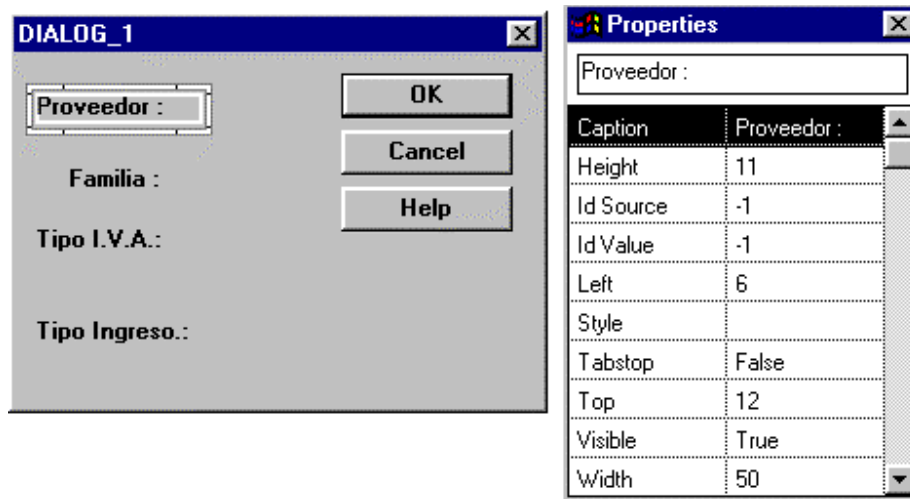 DIALOG_1
Proveedor :
OK
Cancel
Familia :
Help
Tipo I.V.A.:
Tipo Ingreso.:
Properties
Proveedor :
Caption Proveedor :
Height 11
Id Source -1
Id Value -1
Left 6
Style
Tabstop False
Top 12
Visible True
Width 50